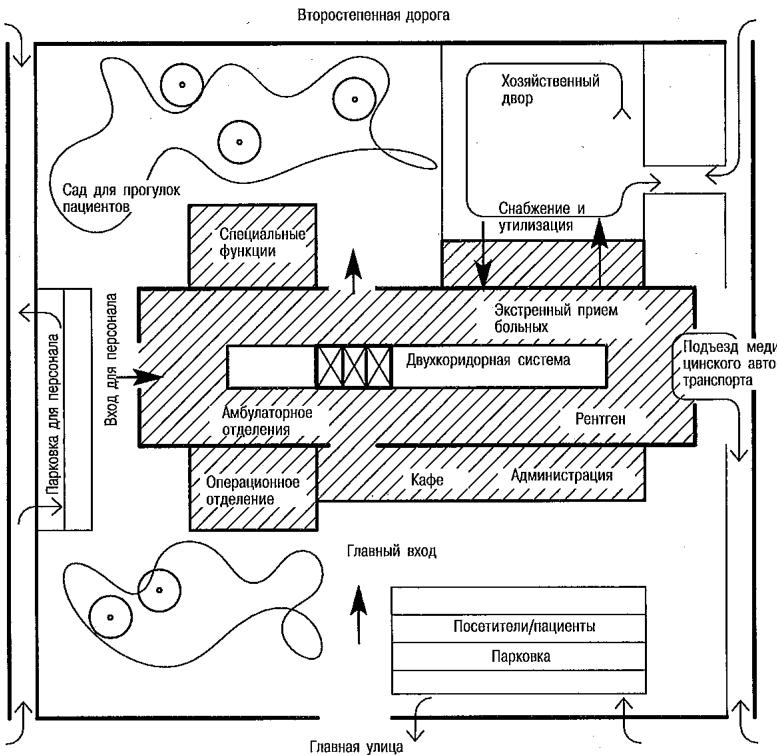 Второстепенная дорога
Хозяйственный
двор
Сад для прогулок
пациентов
Снабжение и
утилизация
Специальные
функции
Экстренный прием
больных
Парковка для персонала
Вход для персонала
Двухкоридорная система
Подъезд меди
цинского авто
транспорта
Амбулаторное
отделения
Рентген
Операционное
отделение
Кафе
Администрация
Главный вход
Посетители/пациенты
Парковка
Главная улица